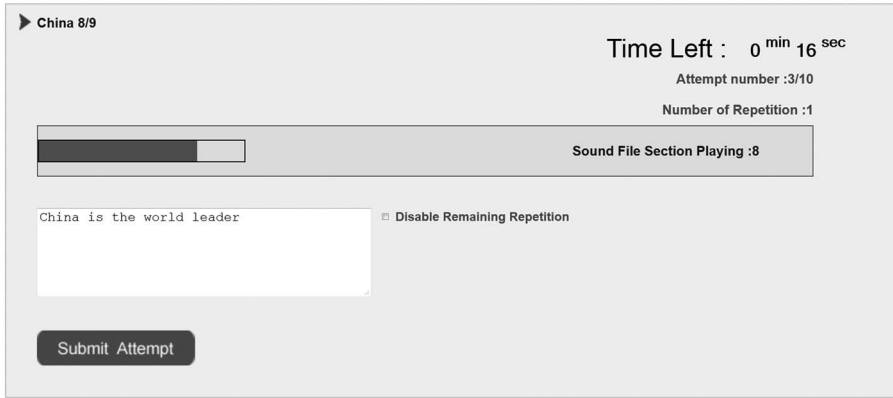 China 8/9
Time Left : 0 min 16 sec
Attempt number :3/10
Number of Repetition :1
Sound File Section Playing :8
China is the world leader
Disable Remaining Repetition
Submit Attempt